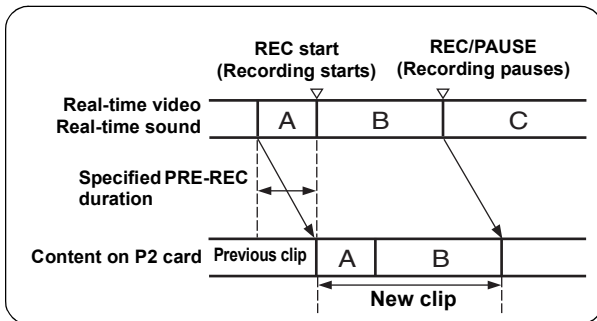 REC start
(Recording starts)
REC/PAUSE
(Recording pauses)
Real-time video
Real-time sound
A
B
C
Specified PRE-REC
duration
Content on P2 card
Previous clip
A
B
New clip